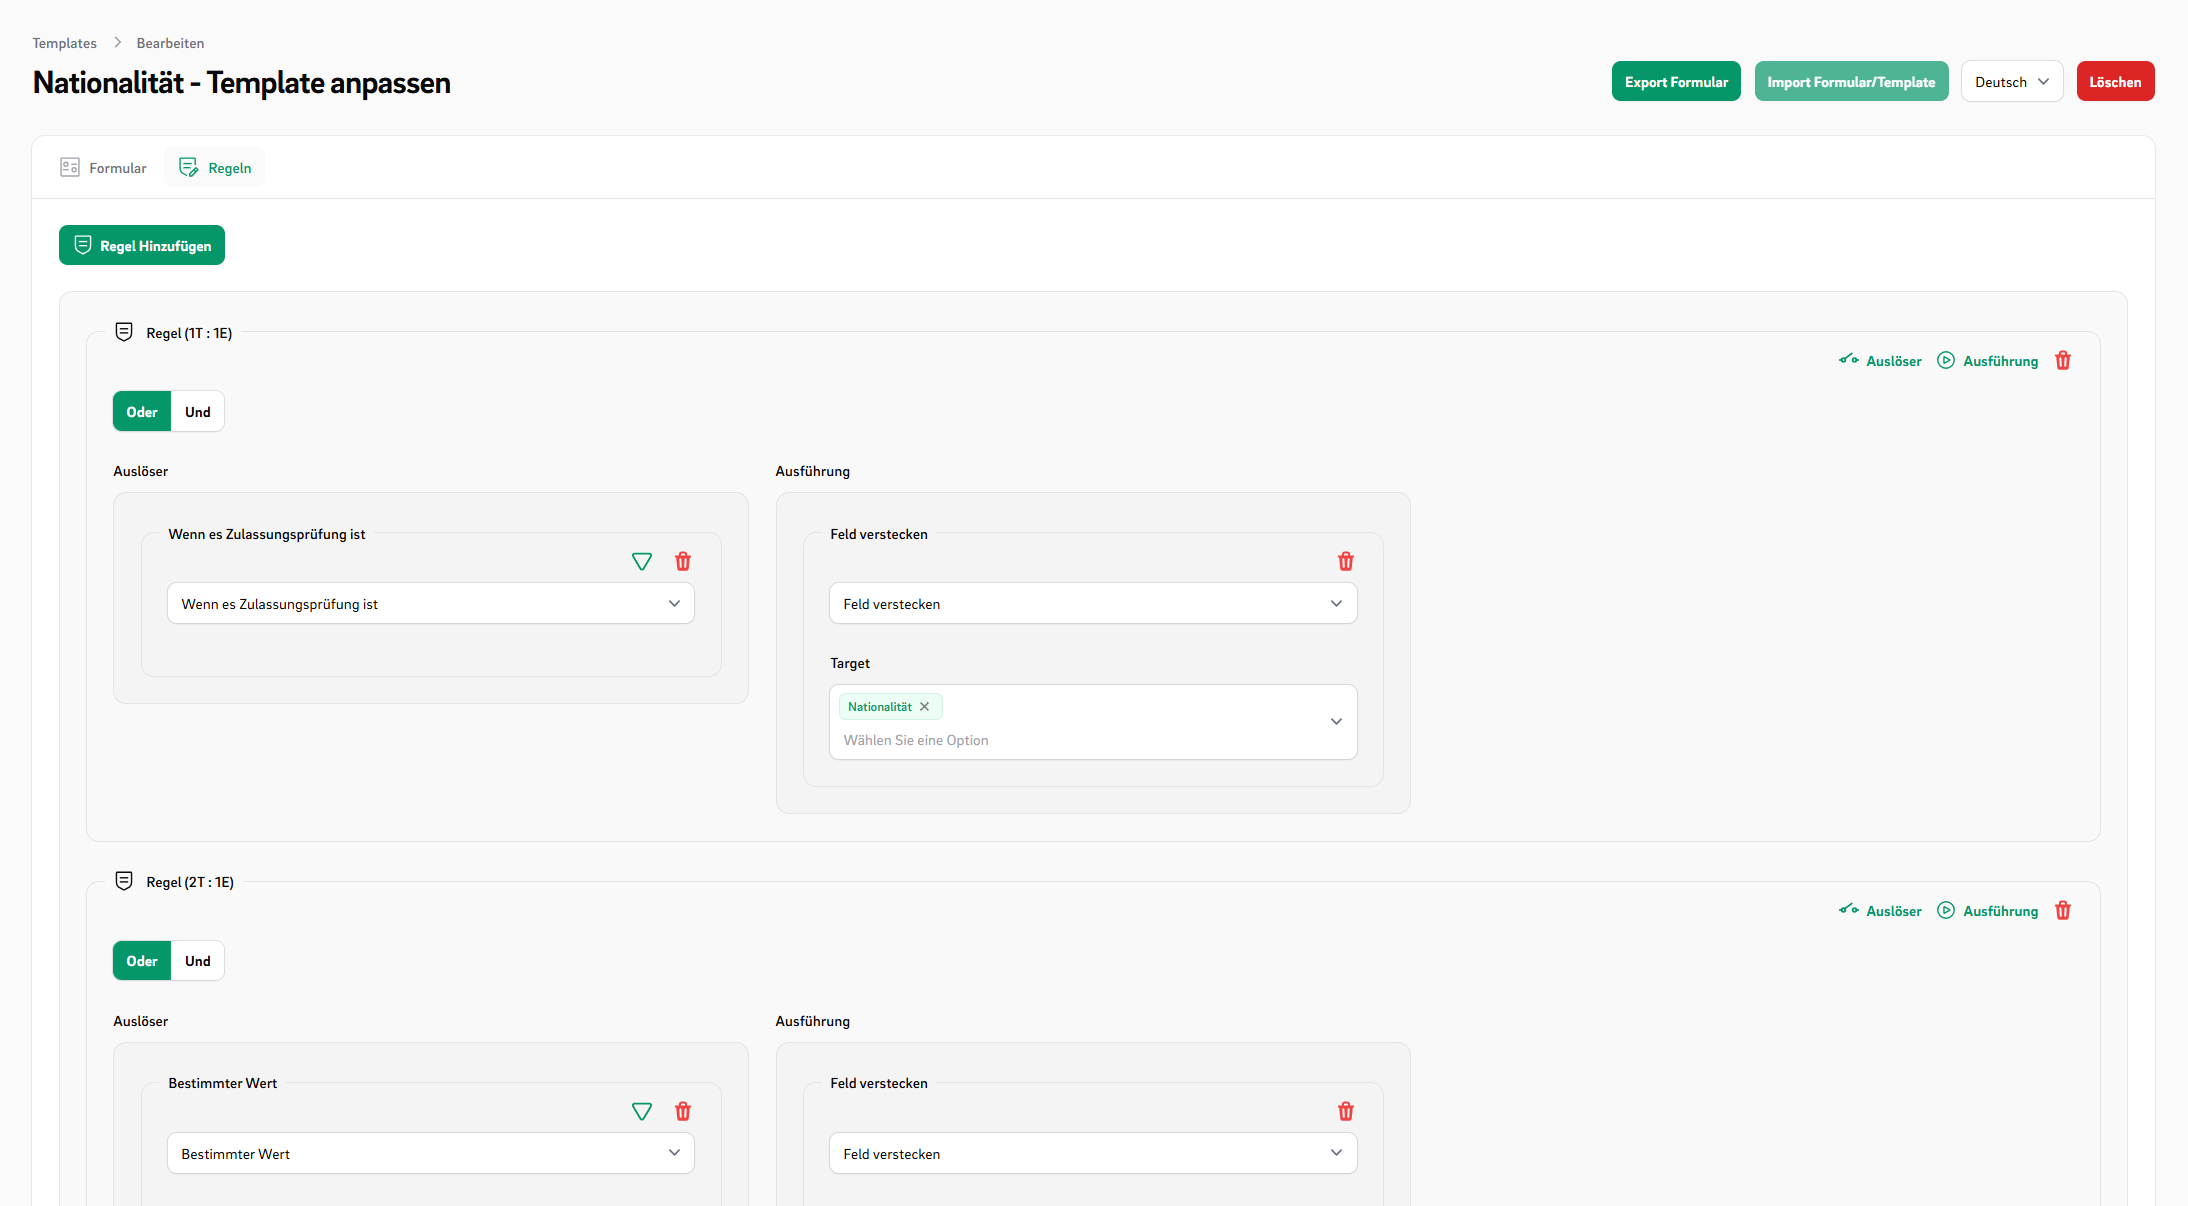 Templates > Bearbeiten
Nationalität - Template anpassen
Export Formular
Import Formular/Template
Deutsch
Löschen
Formular
Regeln
Regel Hinzufügen
Regel (1T : 1E)
Auslöser
Ausführung
Oder
Und
Auslöser
Ausführung
Wenn es Zulassungsprüfung ist
Feld verstecken
Wenn es Zulassungsprüfung ist
Feld verstecken
Target
Nationalität
Wählen Sie eine Option
Regel (2T : 1E)
Auslöser
Ausführung
Oder
Und
Auslöser
Ausführung
Bestimmter Wert
Feld verstecken
Bestimmter Wert
Feld verstecken